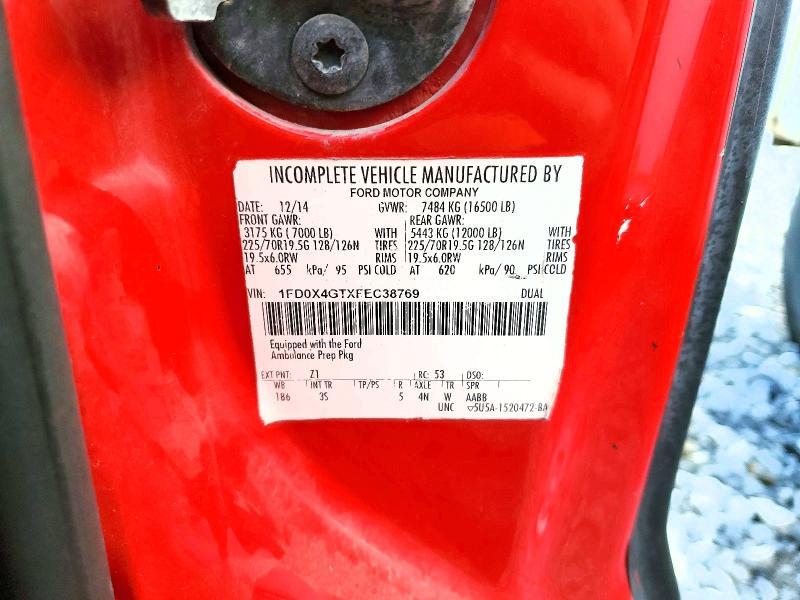 INCOMPLETE VEHICLE MANUFACTURED BY
FORD MOTOR COMPANY
DATE: 12/14 GVWR: 7484 KG (16500 LB)
FRONT GAWR: REAR GAWR:
3175 KG ( 7000 LB) WITH 5443 KG (12000 LB) WITH
225/70R19.5G 128/126N TIRES 225/70R19.5G 128/126N TIRES
19.5x6.0RW RIMS 19.5x6.0RW RIMS
AT 655 kPa/ 95 PSI COLD AT 620 kPa/ 90 PSI COLD
VIN: 1FD0X4GTXFEC38769 DUAL
Equipped with the Ford
Ambulance Prep Pkg
EXT PNT: Z1 RC: 53 DSO:
WB INT TR TP/PS R AXLE TR SPR
186 3S 5 4N W AABB
UNC ▽5U5A-1520472-BA